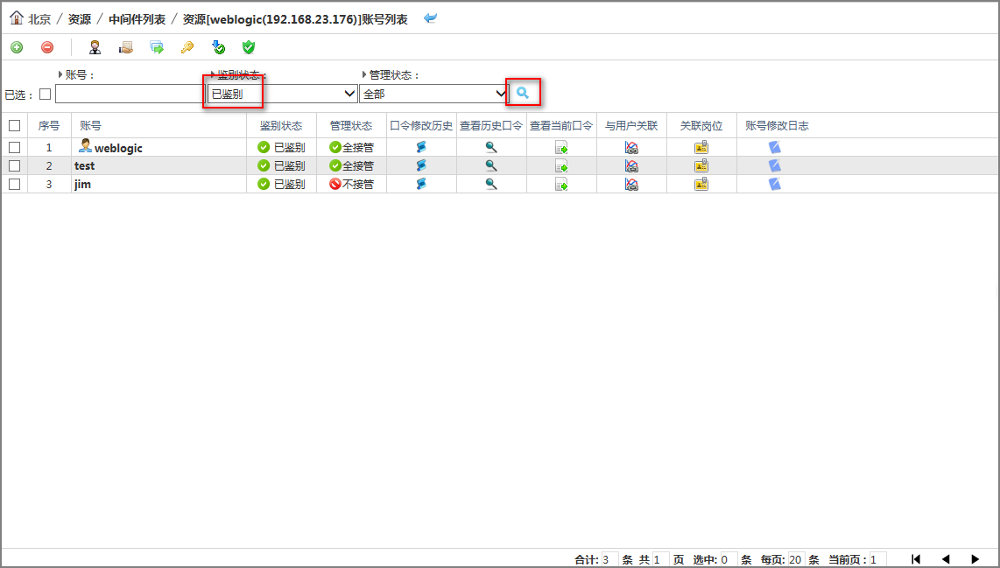 北京 / 资源 / 中间件列表 / 资源[weblogic(192.168.23.176)]账号列表
账号： 鉴别状态： 管理状态：
已选： 已鉴别 全部
序号 账号 鉴别状态 管理状态 口令修改历史 查看历史口令 查看当前口令 与用户关联 关联岗位 账号修改日志
1 weblogic 已鉴别 全接管
2 test 已鉴别 全接管
3 jim 已鉴别 不接管
合计: 3 条 共 1 页 选中: 0 条 每页: 20 条 当前页 : 1